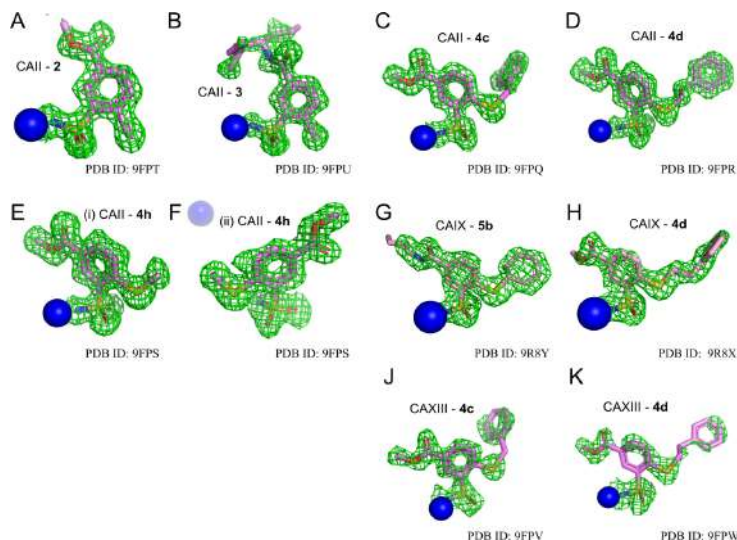 A
CAII - 2
PDB ID: 9FPT
B
CAII - 3
PDB ID: 9FPU
C
CAII - 4c
PDB ID: 9FPQ
D
CAII - 4d
PDB ID: 9FPR
E
(i) CAII - 4h
PDB ID: 9FPS
F
(ii) CAII - 4h
PDB ID: 9FPS
G
CAIX - 5b
PDB ID: 9R8Y
H
CAIX - 4d
PDB ID: 9R8X
J
CAXIII - 4c
PDB ID: 9FPV
K
CAXIII - 4d
PDB ID: 9FPW